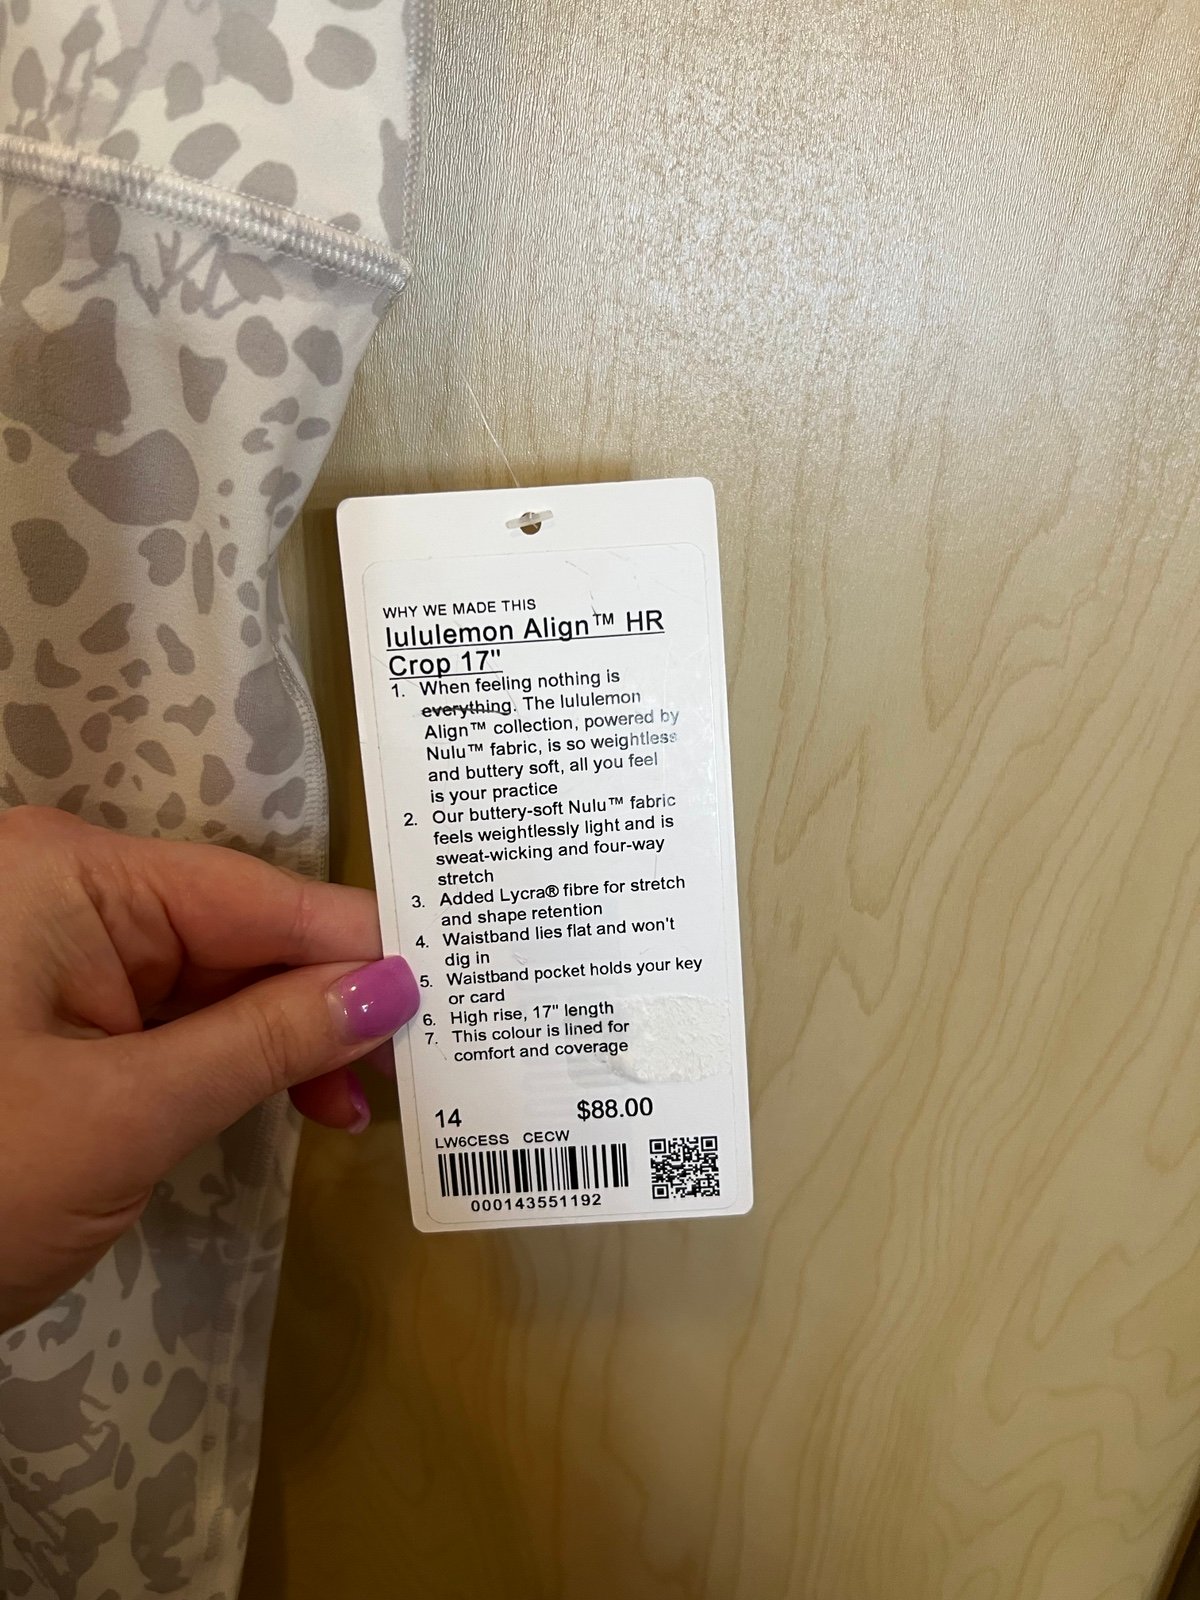 WHY WE MADE THIS
lululemon Align™ HR
Crop 17"
1. When feeling nothing is
everything. The lululemon
Align™ collection, powered by
Nulu™ fabric, is so weightless
and buttery soft, all you feel
is your practice
2. Our buttery-soft Nulu™ fabric
feels weightlessly light and is
sweat-wicking and four-way
stretch
3. Added Lycra® fibre for stretch
and shape retention
4. Waistband lies flat and won't
dig in
5. Waistband pocket holds your key
or card
6. High rise, 17" length
7. This colour is lined for
comfort and coverage
14 $88.00
LW6CESS CECW
000143551192